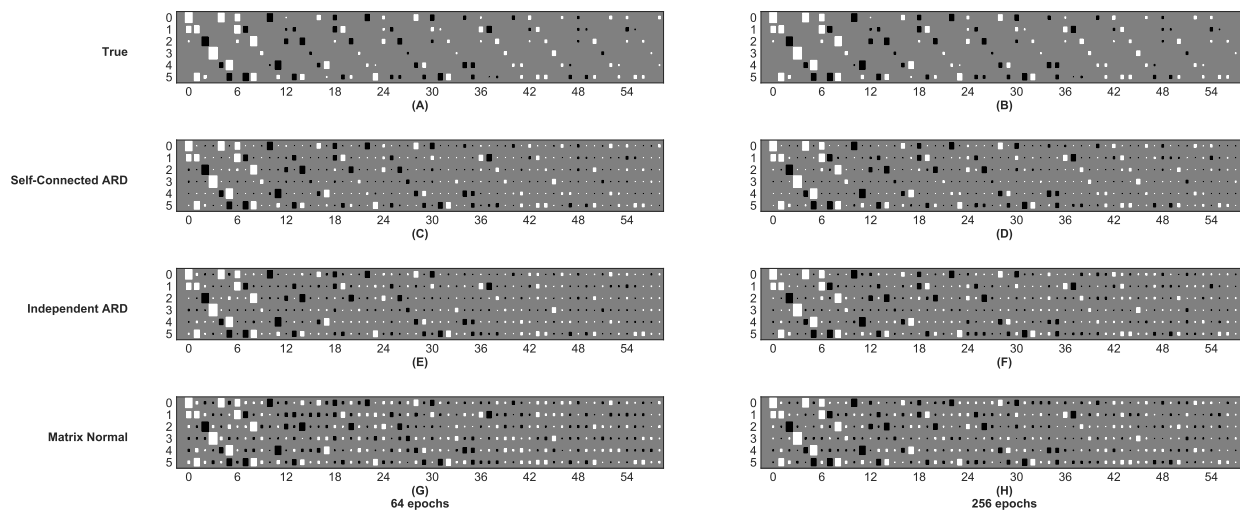 0
1
2
3
4
5
True
0 6 12 18 24 30 36 42 48 54
(A)
0
1
2
3
4
5
0 6 12 18 24 30 36 42 48 54
(B)
0
1
2
3
4
5
Self-Connected ARD
0 6 12 18 24 30 36 42 48 54
(C)
0
1
2
3
4
5
0 6 12 18 24 30 36 42 48 54
(D)
0
1
2
3
4
5
Independent ARD
0 6 12 18 24 30 36 42 48 54
(E)
0
1
2
3
4
5
0 6 12 18 24 30 36 42 48 54
(F)
0
1
2
3
4
5
Matrix Normal
0 6 12 18 24 30 36 42 48 54
(G)
64 epochs
0
1
2
3
4
5
0 6 12 18 24 30 36 42 48 54
(H)
256 epochs